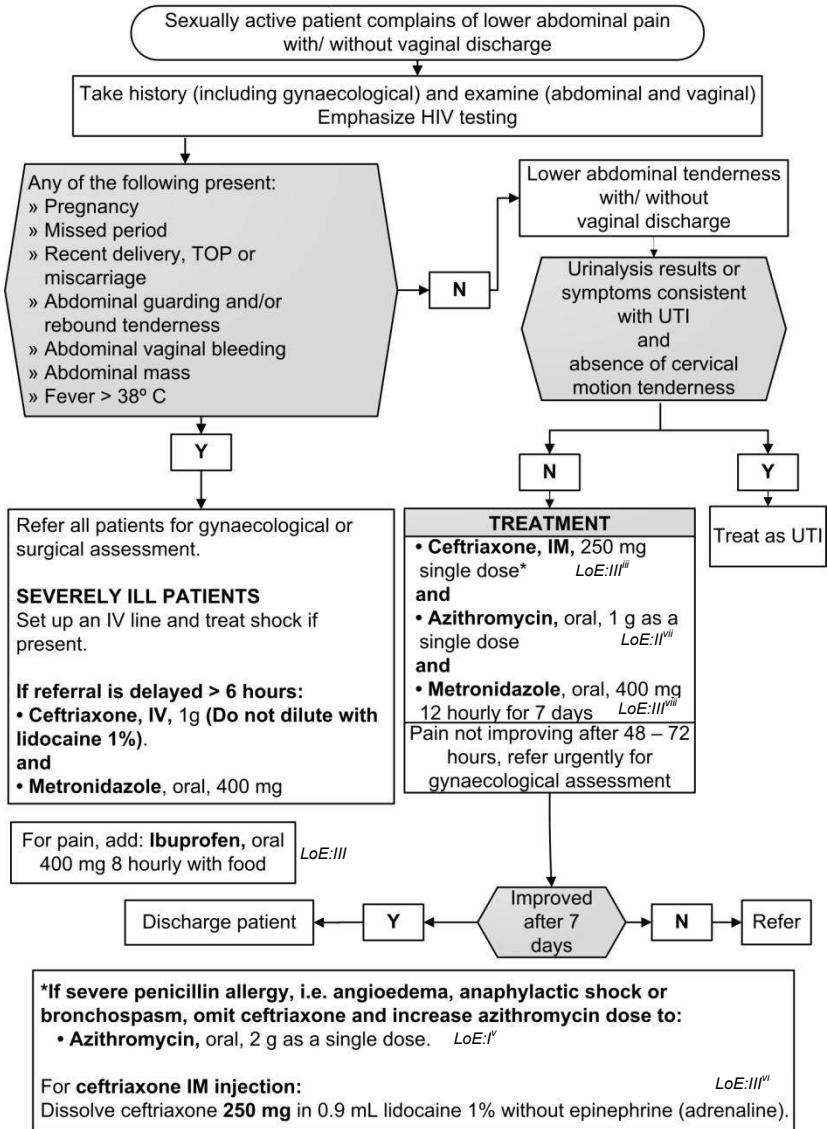 Sexually active patient complains of lower abdominal pain
with/ without vaginal discharge
Take history (including gynaecological) and examine (abdominal and vaginal)
Emphasize HIV testing
Any of the following present:
» Pregnancy
» Missed period
» Recent delivery, TOP or
miscarriage
» Abdominal guarding and/or
rebound tenderness
» Abdominal vaginal bleeding
» Abdominal mass
» Fever > 38º C
N
Lower abdominal tenderness
with/ without
vaginal discharge
Urinalysis results or
symptoms consistent
with UTI
and
absence of cervical
motion tenderness
Y
N
Y
Refer all patients for gynaecological or
surgical assessment.
SEVERELY ILL PATIENTS
Set up an IV line and treat shock if
present.
If referral is delayed > 6 hours:
• Ceftriaxone, IV, 1g (Do not dilute with
lidocaine 1%).
and
• Metronidazole, oral, 400 mg
TREATMENT
• Ceftriaxone, IM, 250 mg
single dose* LoE:III iii
and
• Azithromycin, oral, 1 g as a
single dose LoE:II vii
and
• Metronidazole, oral, 400 mg
12 hourly for 7 days LoE:III viii
Pain not improving after 48 – 72
hours, refer urgently for
gynaecological assessment
Treat as UTI
For pain, add: Ibuprofen, oral
400 mg 8 hourly with food
LoE:III
Discharge patient
Y
Improved
after 7
days
N
Refer
*If severe penicillin allergy, i.e. angioedema, anaphylactic shock or
bronchospasm, omit ceftriaxone and increase azithromycin dose to:
• Azithromycin, oral, 2 g as a single dose. LoE:I v
For ceftriaxone IM injection: LoE:III vi
Dissolve ceftriaxone 250 mg in 0.9 mL lidocaine 1% without epinephrine (adrenaline).